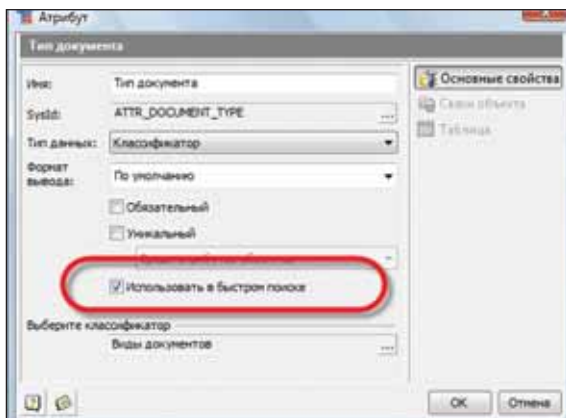 Атрибут
Тип документа
Имя: Тип документа
SysId: ATTR_DOCUMENT_TYPE ...
Тип данных: Классификатор
Формат вывода: По умолчанию
Обязательный
Уникальный
Использовать в быстром поиске
Выберите классификатор
Виды документов ...
Основные свойства
Связи объекта
Таблица
OK Отмена